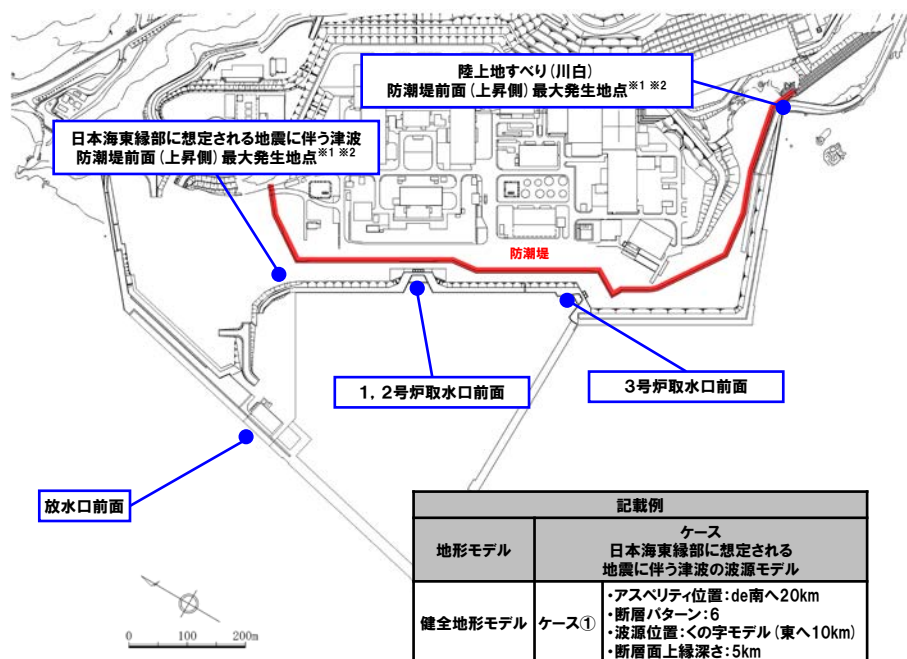 陸上地すべり(川白)
防潮堤前面(上昇側)最大発生地点※1 ※2
日本海東縁部に想定される地震に伴う津波
防潮堤前面(上昇側)最大発生地点※1 ※2
防潮堤
1,2号炉取水口前面
3号炉取水口前面
放水口前面
記載例
地形モデル
ケース
日本海東縁部に想定される
地震に伴う津波の波源モデル
健全地形モデル
ケース①
・アスペリティ位置:de南へ20km
・断層パターン:6
・波源位置:くの字モデル(東へ10km)
・断層面上縁深さ:5km
0 100 200m